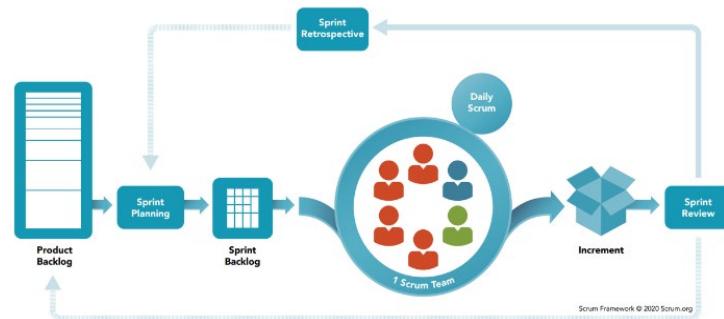 Sprint
Retrospective
Daily
Scrum
Sprint
Planning
Product
Backlog
Sprint
Backlog
1 Scrum Team
Increment
Sprint
Review
Scrum Framework © 2020 Scrum.org